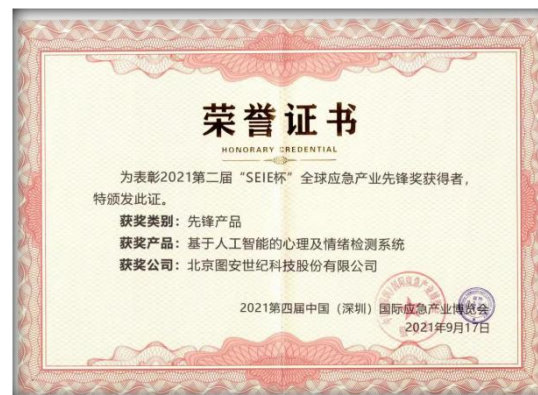 荣誉证书
HONORARY CREDENTIAL
为表彰2021第二届“SEIE杯”全球应急产业先锋奖获得者，
特颁发此证。
获奖类别：先锋产品
获奖产品：基于人工智能的心理及情绪检测系统
获奖公司：北京图安世纪科技股份有限公司
2021第四届中国（深圳）国际应急产业博览会
2021年9月17日